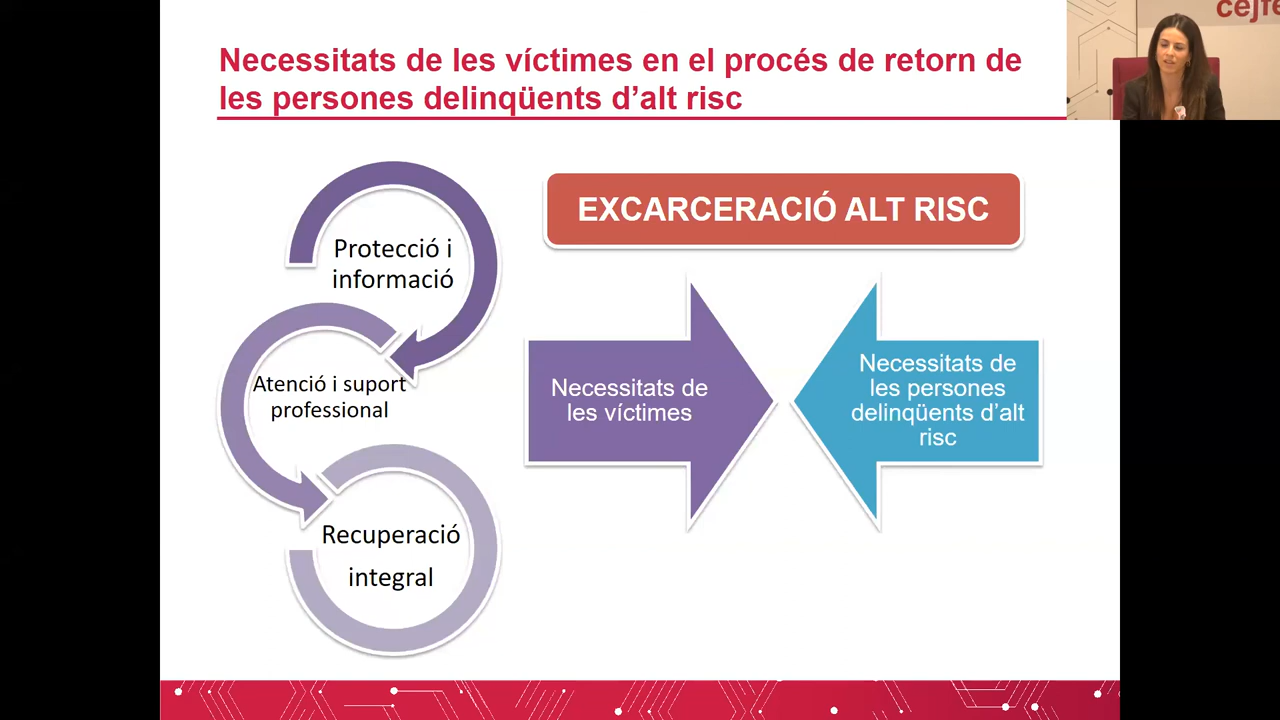 Necessitats de les víctimes en el procés de retorn de
les persones delinqüents d’alt risc
cejfe
Protecció i
informació
Atenció i suport
professional
Recuperació
integral
EXCARCERACIÓ ALT RISC
Necessitats de
les víctimes
Necessitats de
les persones
delinqüents d’alt
risc